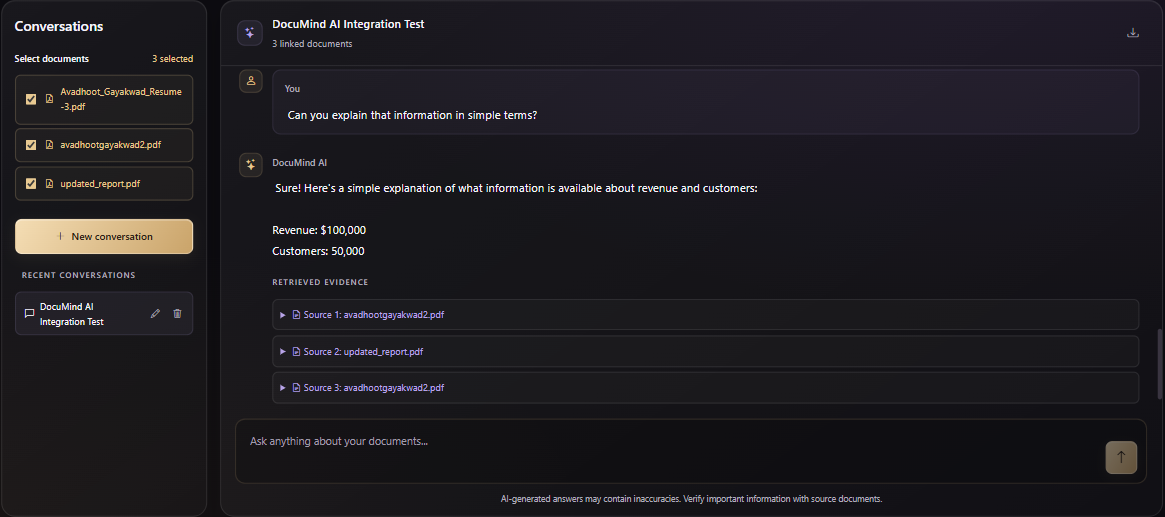 Conversations
Select documents
3 selected
Avadhoot_Gayakwad_Resume
-3.pdf
avadhootgayakwad2.pdf
updated_report.pdf
+ New conversation
RECENT CONVERSATIONS
DocuMind AI
Integration Test
DocuMind AI Integration Test
3 linked documents
You
Can you explain that information in simple terms?
DocuMind AI
Sure! Here's a simple explanation of what information is available about revenue and customers:
Revenue: $100,000
Customers: 50,000
RETRIEVED EVIDENCE
Source 1: avadhootgayakwad2.pdf
Source 2: updated_report.pdf
Source 3: avadhootgayakwad2.pdf
Ask anything about your documents...
AI-generated answers may contain inaccuracies. Verify important information with source documents.